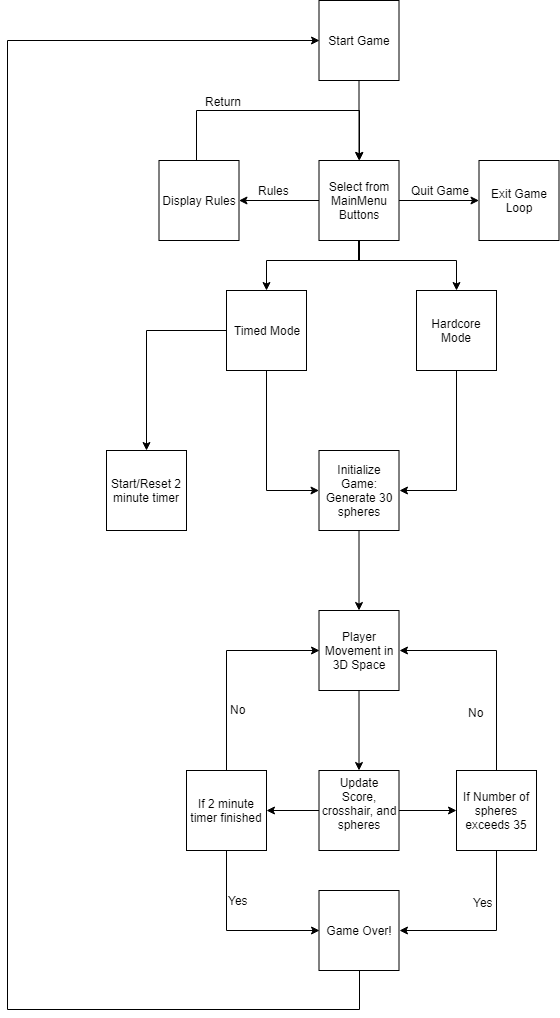 Start Game
Return
Display Rules
Rules
Select from
MainMenu
Buttons
Quit Game
Exit Game
Loop
Timed Mode
Hardcore
Mode
Start/Reset 2
minute timer
Initialize
Game:
Generate 30
spheres
Player
Movement in
3D Space
No
No
If 2 minute
timer finished
Update
Score,
crosshair, and
spheres
If Number of
spheres
exceeds 35
Yes
Yes
Game Over!